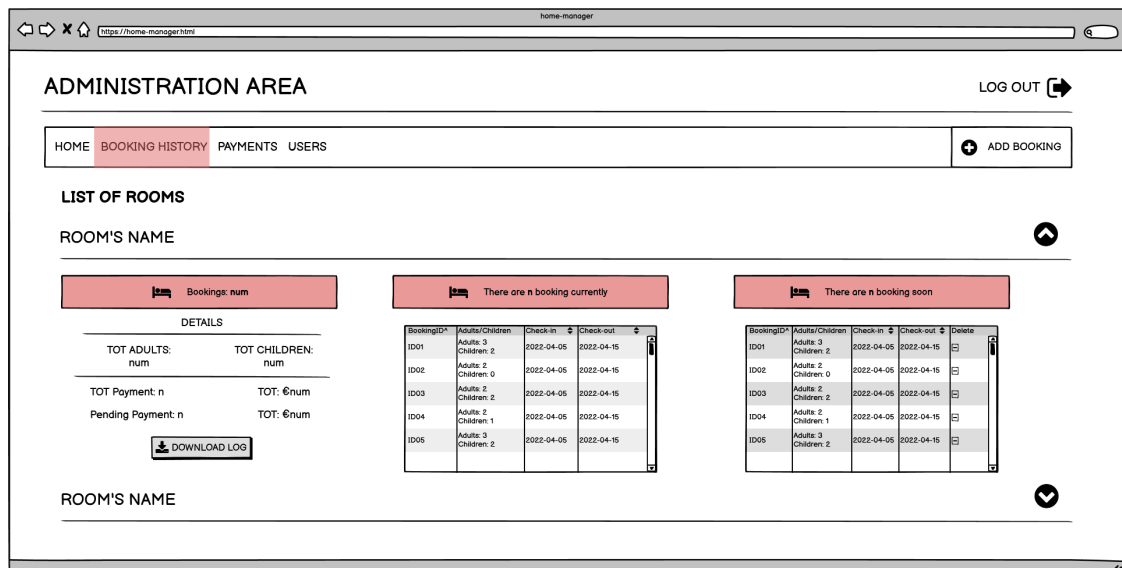 home-manager
https://home-manager.html
ADMINISTRATION AREA
LOG OUT
HOME BOOKING HISTORY PAYMENTS USERS
ADD BOOKING
LIST OF ROOMS
ROOM'S NAME
Bookings: num
DETAILS
TOT ADULTS: TOT CHILDREN:
num num
TOT Payment: n TOT: €num
Pending Payment: n TOT: €num
DOWNLOAD LOG
There are n booking currently
BookingID^ Adults/Children Check-in Check-out
ID01 Adults: 3 Children: 2 2022-04-05 2022-04-15
ID02 Adults: 2 Children: 0 2022-04-05 2022-04-15
ID03 Adults: 2 Children: 2 2022-04-05 2022-04-15
ID04 Adults: 2 Children: 1 2022-04-05 2022-04-15
ID05 Adults: 3 Children: 2 2022-04-05 2022-04-15
There are n booking soon
BookingID^ Adults/Children Check-in Check-out Delete
ID01 Adults: 3 Children: 2 2022-04-05 2022-04-15
ID02 Adults: 2 Children: 0 2022-04-05 2022-04-15
ID03 Adults: 2 Children: 2 2022-04-05 2022-04-15
ID04 Adults: 2 Children: 1 2022-04-05 2022-04-15
ID05 Adults: 3 Children: 2 2022-04-05 2022-04-15
ROOM'S NAME